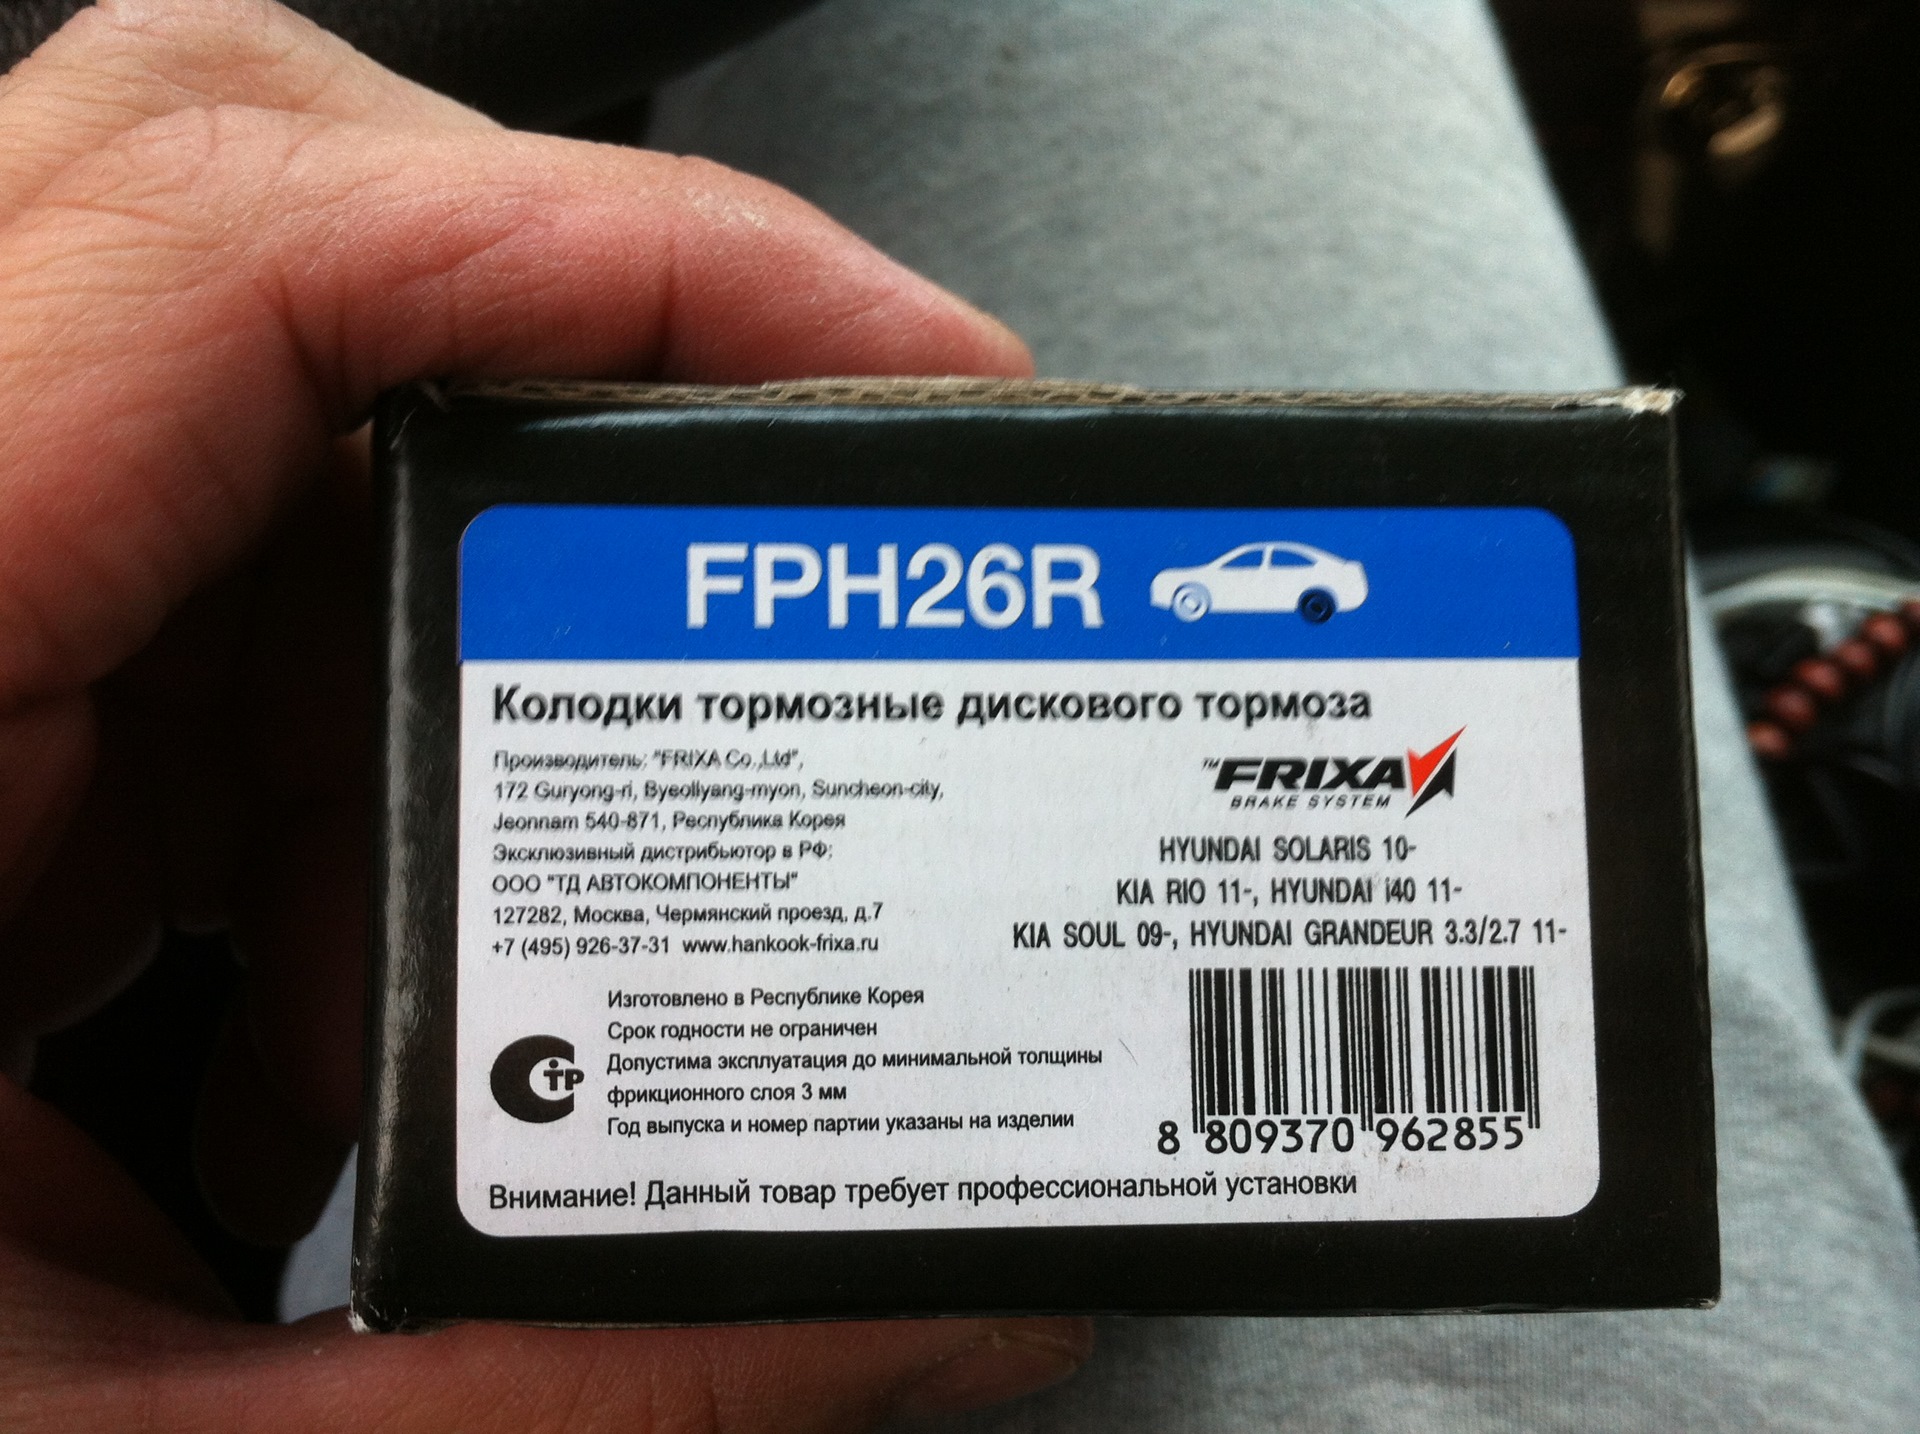 FPH26R
Колодки тормозные дискового тормоза
Производитель: "FRIXA Co.,Ltd",
172 Guryong-ri, Byeollyang-myon, Suncheon-city,
Jeonnam 540-871, Республика Корея
Эксклюзивный дистрибьютор в РФ:
ООО "ТД АВТОКОМПОНЕНТЫ"
127282, Москва, Чермянский проезд, д.7
+7 (495) 926-37-31 www.hankook-frixa.ru
™FRIXA
BRAKE SYSTEM
HYUNDAI SOLARIS 10-
KIA RIO 11-, HYUNDAI i40 11-
KIA SOUL 09-, HYUNDAI GRANDEUR 3.3/2.7 11-
Изготовлено в Республике Корея
Срок годности не ограничен
Допустима эксплуатация до минимальной толщины
фрикционного слоя 3 мм
Год выпуска и номер партии указаны на изделии
СТР
8 809370 962855
Внимание! Данный товар требует профессиональной установки